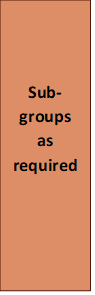 Sub-
groups
as
required